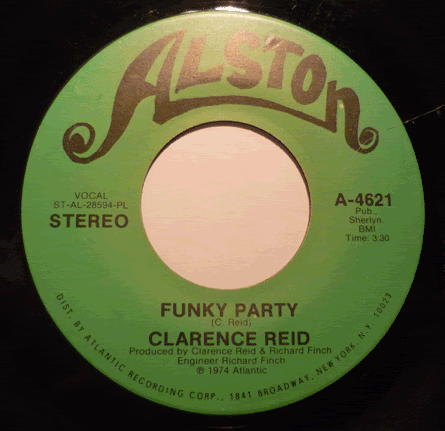 ALSTON
VOCAL
ST-AL-28594-PL
STEREO
A-4621
Pub.,
Sherlyn,
BMI
Time: 3:30
FUNKY PARTY
(C. Reid)
CLARENCE REID
Produced by Clarence Reid & Richard Finch
Engineer Richard Finch
℗ 1974 Atlantic
DIST. BY ATLANTIC RECORDING CORP., 1841 BROADWAY, NEW YORK, N.Y. 10023